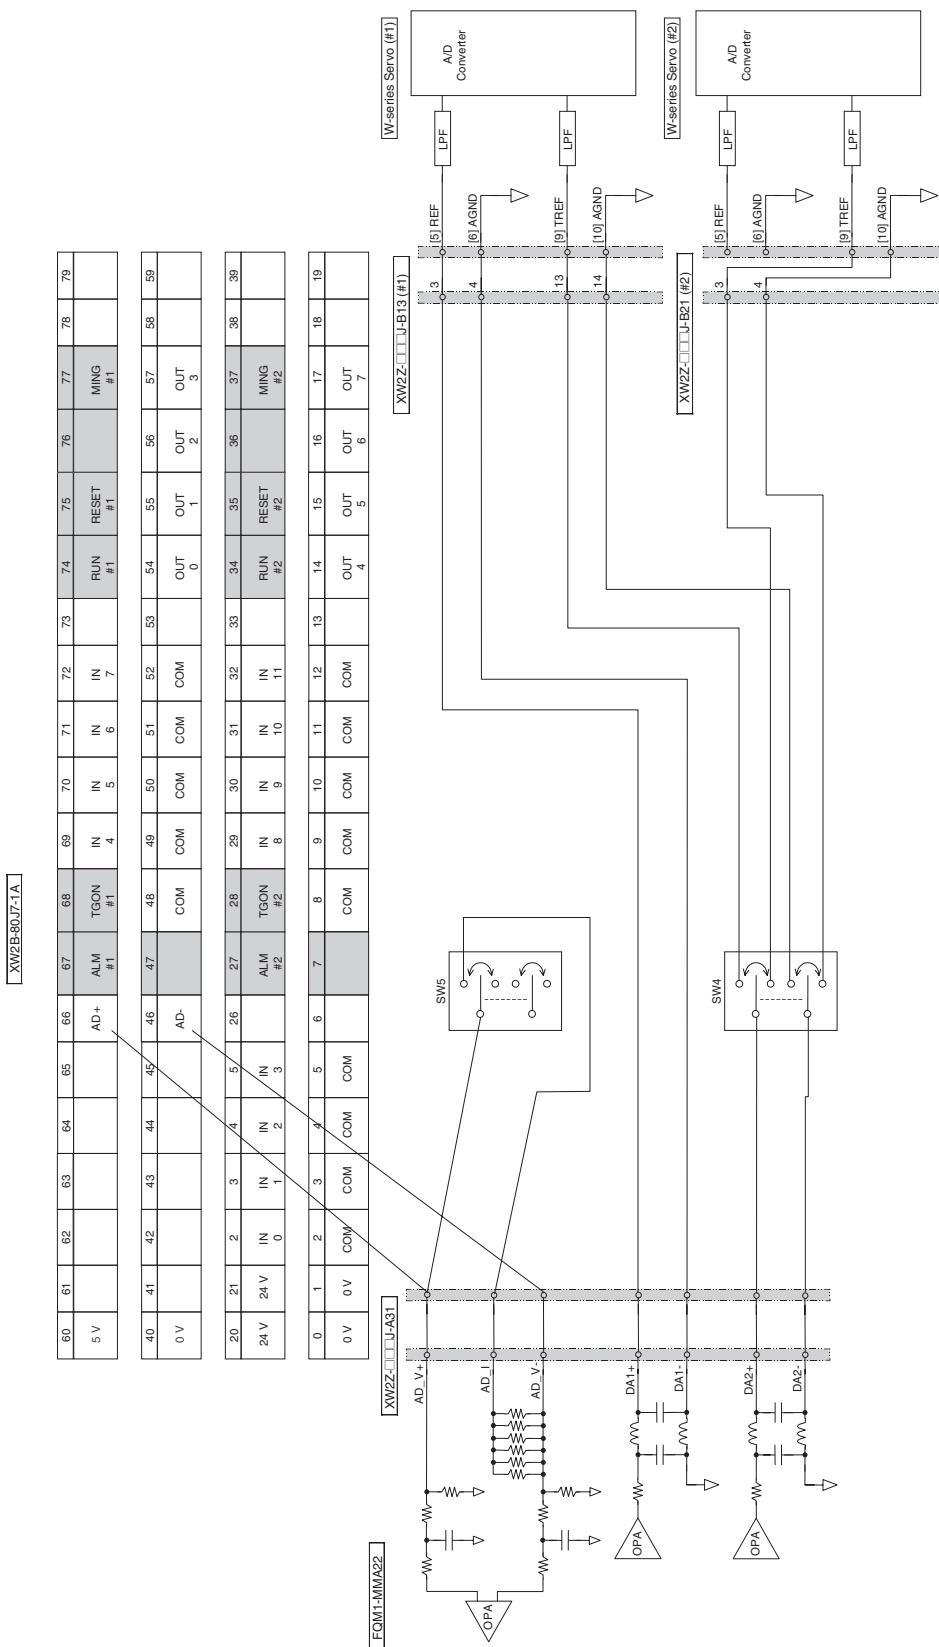 XW2B-80J7-1A
60 61 62 63 64 65 66 67 68 69 70 71 72 73 74 75 76 77 78 79
5 V AD+ ALM #1 TGON #1 IN 4 IN 5 IN 6 IN 7 RUN #1 RESET #1 MING #1
40 41 42 43 44 45 46 47 48 49 50 51 52 53 54 55 56 57 58 59
0 V AD- COM COM COM COM COM OUT 0 OUT 1 OUT 2 OUT 3
20 21 2 3 4 5 26 27 28 29 30 31 32 33 34 35 36 37 38 39
24 V 24 V IN 0 IN 1 IN 2 IN 3 ALM #2 TGON #2 IN 8 IN 9 IN 10 IN 11 RUN #2 RESET #2 MING #2
0 1 2 3 4 5 6 7 8 9 10 11 12 13 14 15 16 17 18 19
0 V 0 V COM COM COM COM COM COM COM COM COM OUT 4 OUT 5 OUT 6 OUT 7
FQM1-MMA22
XW2Z-□□□J-A31
XW2Z-□□□J-B13 (#1)
W-series Servo (#1)
OPA
AD_V+
AD_I
AD_V-
SW5
OPA
DA1+
DA1-
3 [5] REF LPF
4 [6] AGND
13 [9] TREF LPF
14 [10] AGND
A/D
Converter
XW2Z-□□□J-B21 (#2)
W-series Servo (#2)
OPA
DA2+
DA2-
SW4
3 [5] REF LPF
4 [6] AGND
[9] TREF LPF
[10] AGND
A/D
Converter